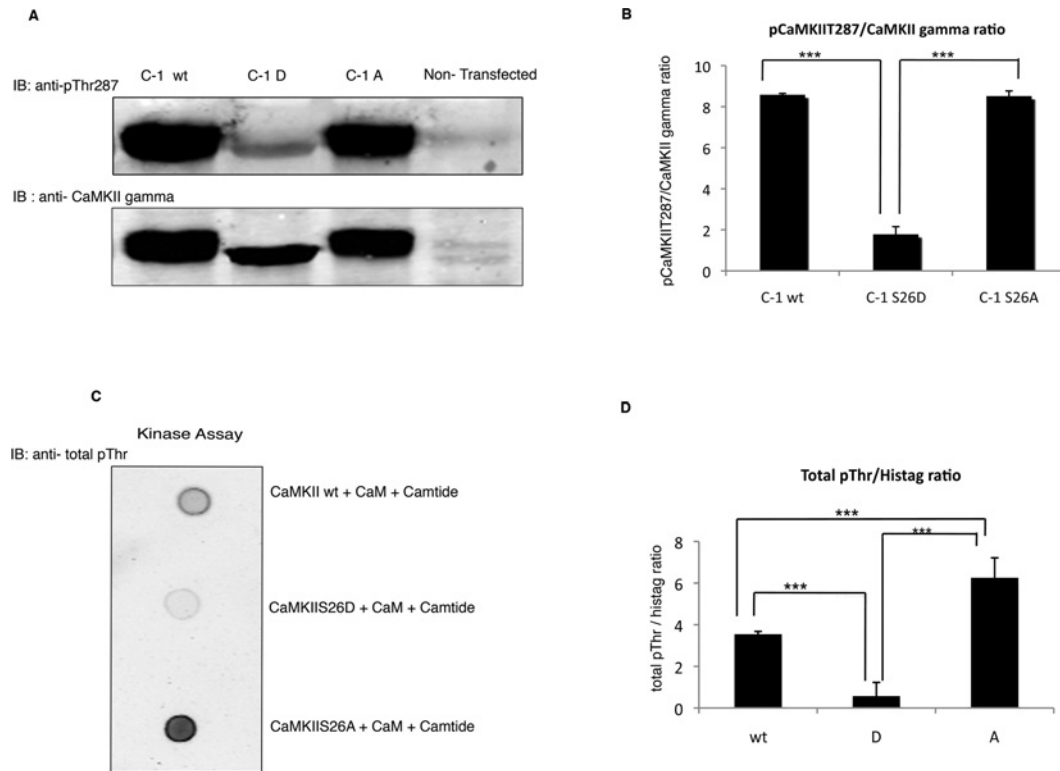 A
IB: anti-pThr287
C-1 wt
C-1 D
C-1 A
Non- Transfected
IB : anti- CaMKII gamma
B
pCaMKIIT287/CaMKII gamma ratio
***
***
pCaMKIIT287/CaMKII gamma ratio
10
8
6
4
2
0
C-1 wt
C-1 S26D
C-1 S26A
C
Kinase Assay
IB: anti- total pThr
CaMKII wt + CaM + Camtide
CaMKIIS26D + CaM + Camtide
CaMKIIS26A + CaM + Camtide
D
Total pThr/Histag ratio
***
***
***
total pThr / histag ratio
8
6
4
2
0
wt
D
A